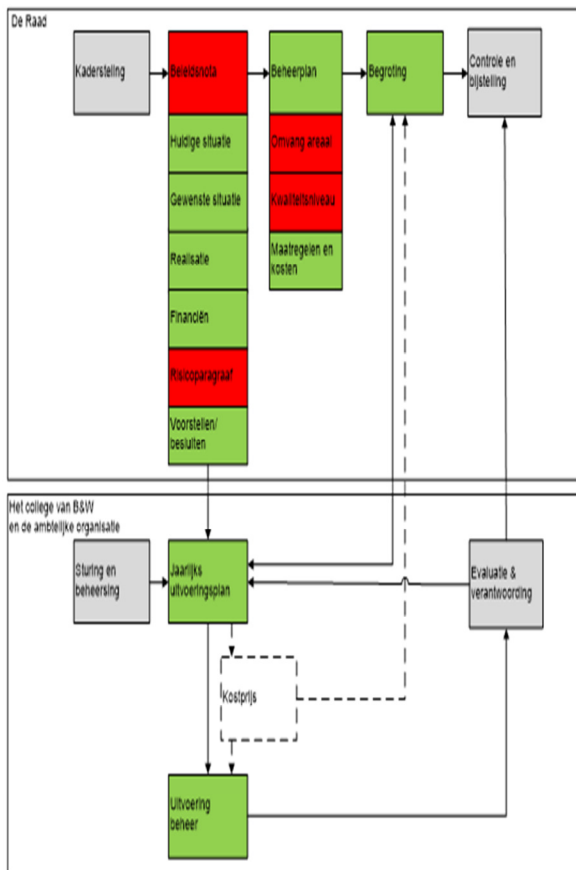 De Raad
Kaderstelling
Beleidsnota
Beheerplan
Begroting
Controle en
bijstelling
Huidige situatie
Omvang areaal
Gewenste situatie
Kwaliteitsniveau
Realisatie
Maatregelen en
kosten
Financiën
Risicoparagraaf
Voorstellen/
besluiten
Het college van B&W
en de ambtelijke organisatie
Sturing en
beheersing
Jaarlijks
uitvoeringsplan
Evaluatie &
verantwoording
Kostprijs
Uitvoering
beheer